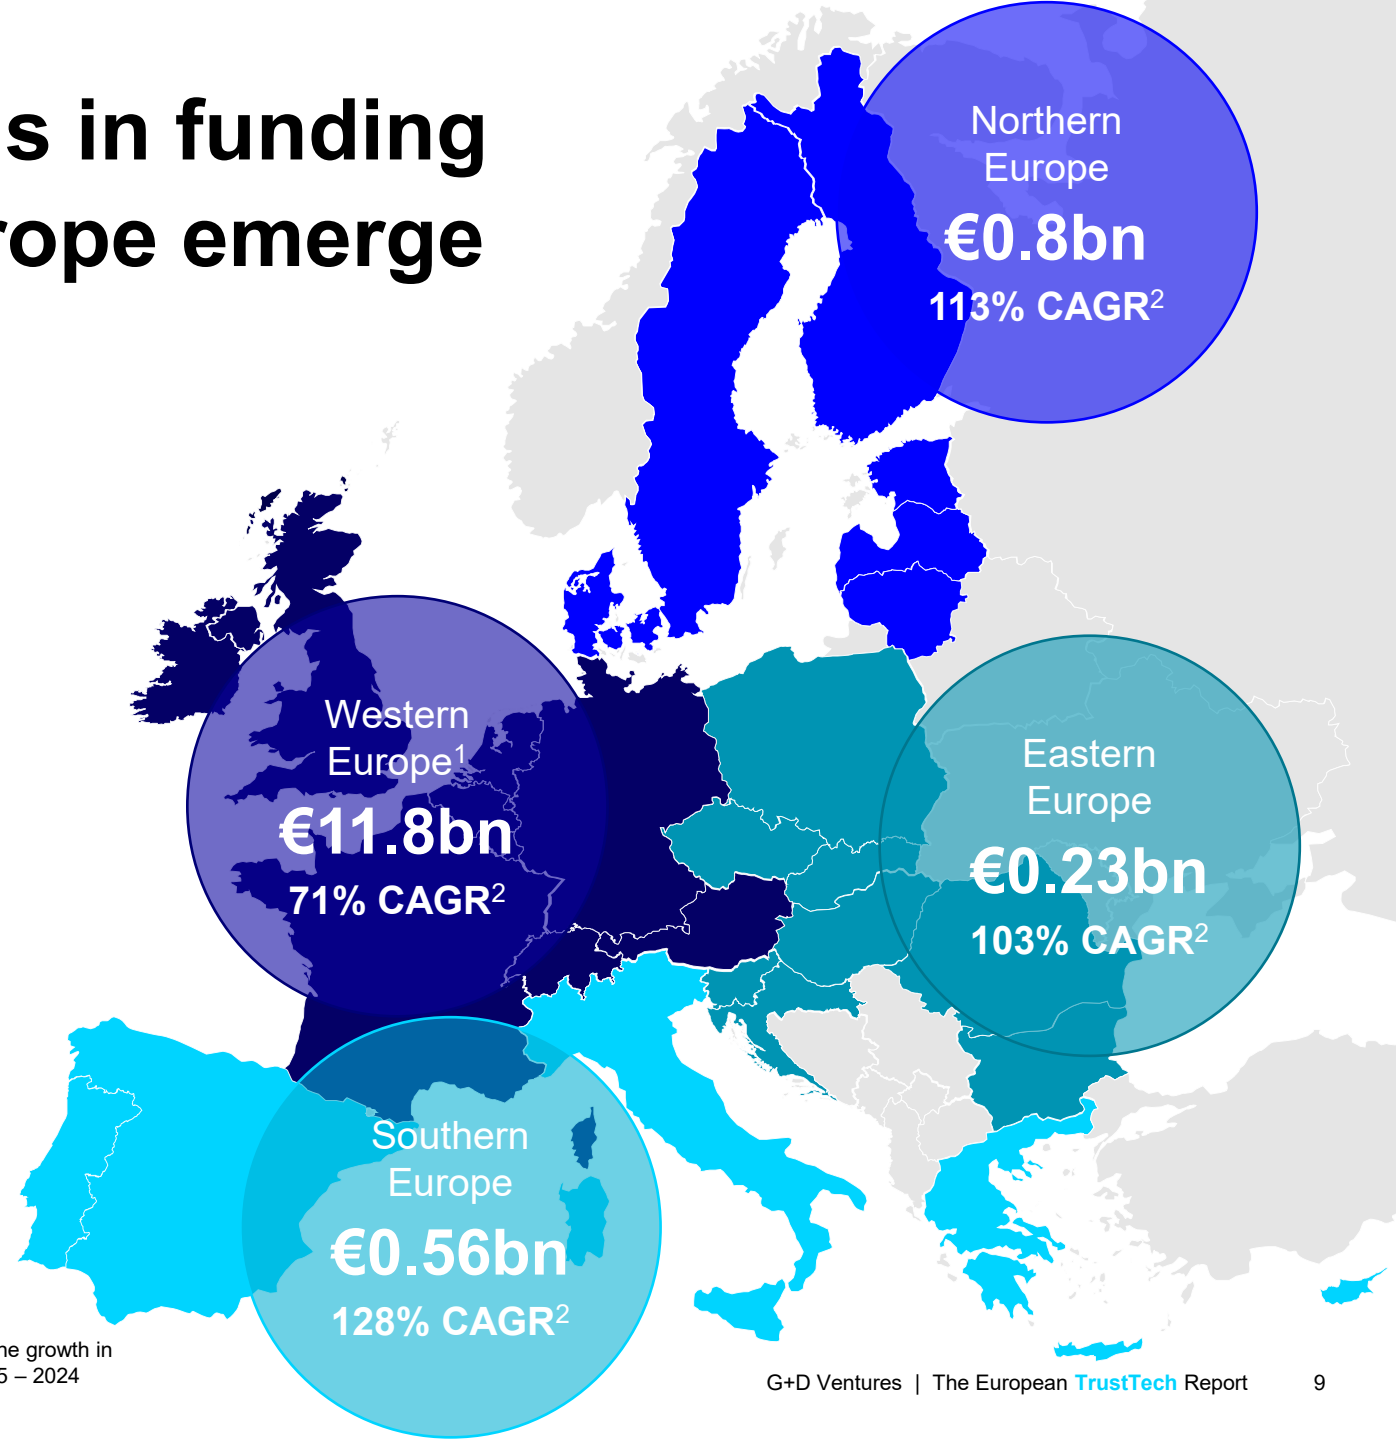 s in funding
rope emerge
Northern
Europe
€0.8bn
113% CAGR²
Western
Europe¹
€11.8bn
71% CAGR²
Eastern
Europe
€0.23bn
103% CAGR²
Southern
Europe
€0.56bn
128% CAGR²
ne growth in
5 – 2024
G+D Ventures | The European TrustTech Report 9